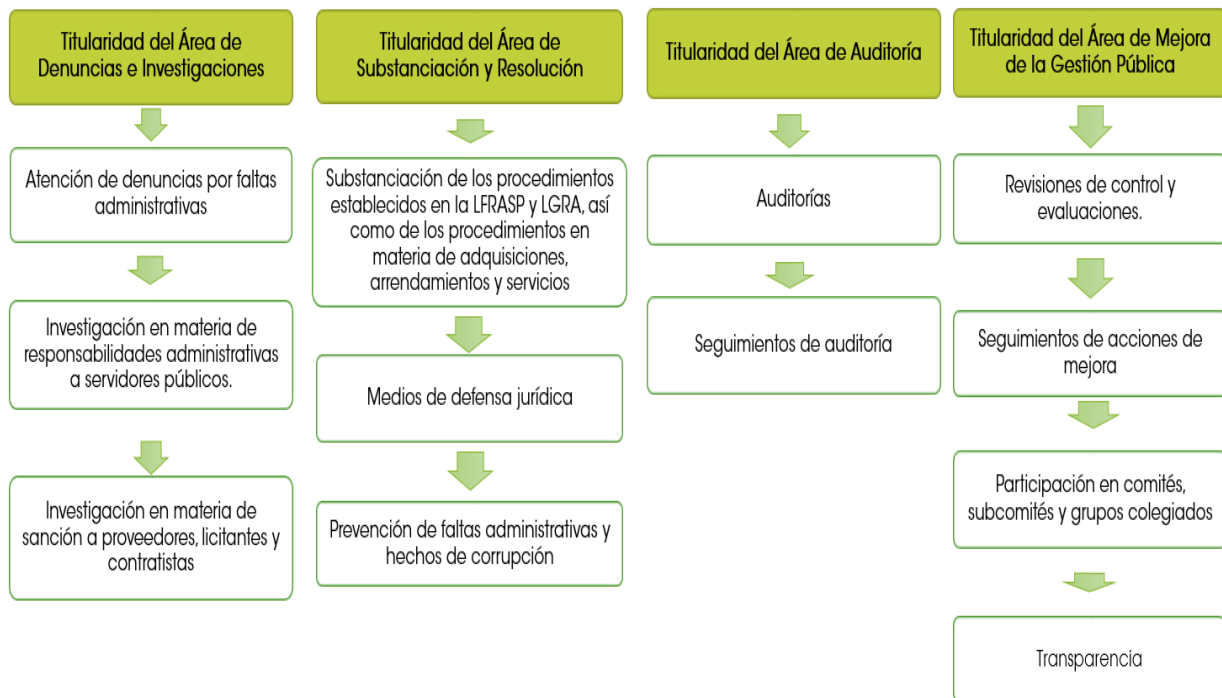 Titularidad del Área de
Denuncias e Investigaciones
Atención de denuncias por faltas
administrativas
Investigación en materia de
responsabilidades administrativas
a servidores públicos.
Investigación en materia de
sanción a proveedores, licitantes y
contratistas
Titularidad del Área de
Substanciación y Resolución
Substanciación de los procedimientos
establecidos en la LFRASP y LGRA, así
como de los procedimientos en
materia de adquisiciones,
arrendamientos y servicios
Medios de defensa jurídica
Prevención de faltas administrativas y
hechos de corrupción
Titularidad del Área de Auditoría
Auditorías
Seguimientos de auditoría
Titularidad del Área de Mejora
de la Gestión Pública
Revisiones de control y
evaluaciones.
Seguimientos de acciones de
mejora
Participación en comités,
subcomités y grupos colegiados
Transparencia